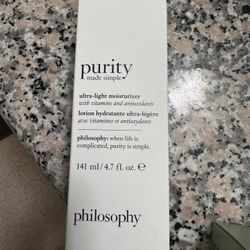 purity
made simple
ultra-light moisturizer
with vitamins and antioxidants
lotion hydratante ultra-légère
avec vitamines et antioxydants
philosophy: when life is
complicated, purity is simple.
141 ml/4.7 fl. oz. ℮
philosophy